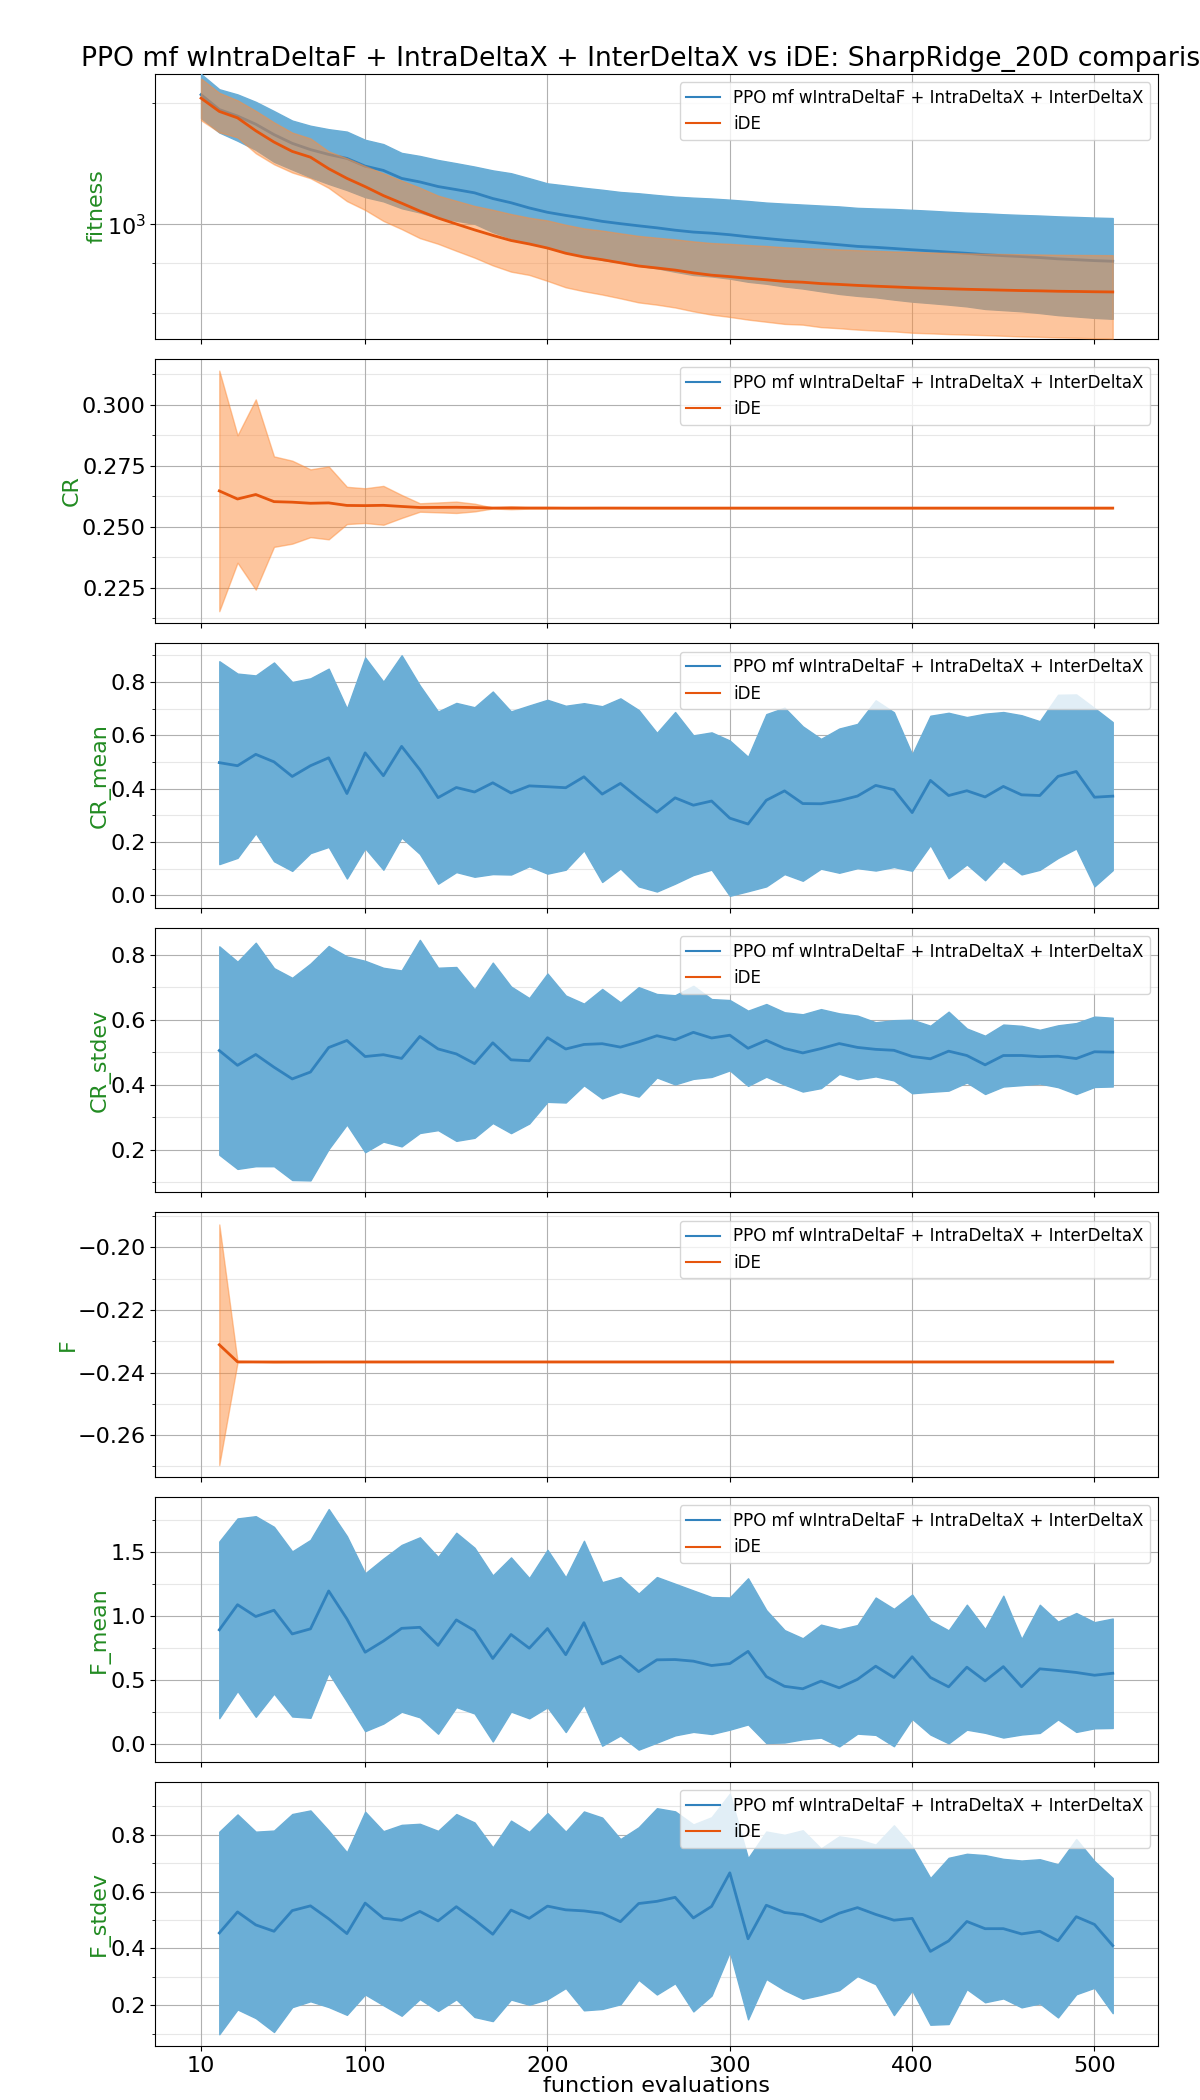 PPO mf wIntraDeltaF + IntraDeltaX + InterDeltaX vs iDE: SharpRidge_20D comparis
PPO mf wIntraDeltaF + IntraDeltaX + InterDeltaX
iDE
fitness
10³
PPO mf wIntraDeltaF + IntraDeltaX + InterDeltaX
iDE
CR
0.300
0.275
0.250
0.225
PPO mf wIntraDeltaF + IntraDeltaX + InterDeltaX
iDE
CR_mean
0.8
0.6
0.4
0.2
0.0
PPO mf wIntraDeltaF + IntraDeltaX + InterDeltaX
iDE
CR_stdev
0.8
0.6
0.4
0.2
PPO mf wIntraDeltaF + IntraDeltaX + InterDeltaX
iDE
F
−0.20
−0.22
−0.24
−0.26
PPO mf wIntraDeltaF + IntraDeltaX + InterDeltaX
iDE
F_mean
1.5
1.0
0.5
0.0
PPO mf wIntraDeltaF + IntraDeltaX + InterDeltaX
iDE
F_stdev
0.8
0.6
0.4
0.2
10 100 200 300 400 500
function evaluations